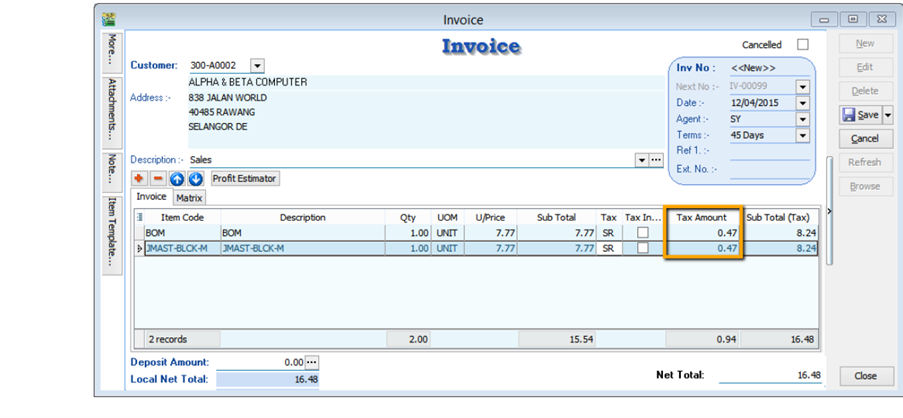 Invoice
More...
Attachments...
Note...
Item Template...
Invoice
Cancelled
Customer: 300-A0002
ALPHA & BETA COMPUTER
Address :- 838 JALAN WORLD
40485 RAWANG
SELANGOR DE
Inv No : <<New>>
Next No :- IV-00099
Date :- 12/04/2015
Agent :- SY
Terms :- 45 Days
Ref 1. :-
Ext. No. :-
Description :- Sales
Profit Estimator
Invoice Matrix
Item Code Description Qty UOM U/Price Sub Total Tax Tax In... Tax Amount Sub Total (Tax)
BOM BOM 1.00 UNIT 7.77 7.77 SR 0.47 8.24
JMAST-BLCK-M JMAST-BLCK-M 1.00 UNIT 7.77 7.77 SR 0.47 8.24
2 records 2.00 15.54 0.94 16.48
Deposit Amount: 0.00 ...
Local Net Total: 16.48
Net Total: 16.48
New
Edit
Delete
Save
Cancel
Refresh
Browse
Close